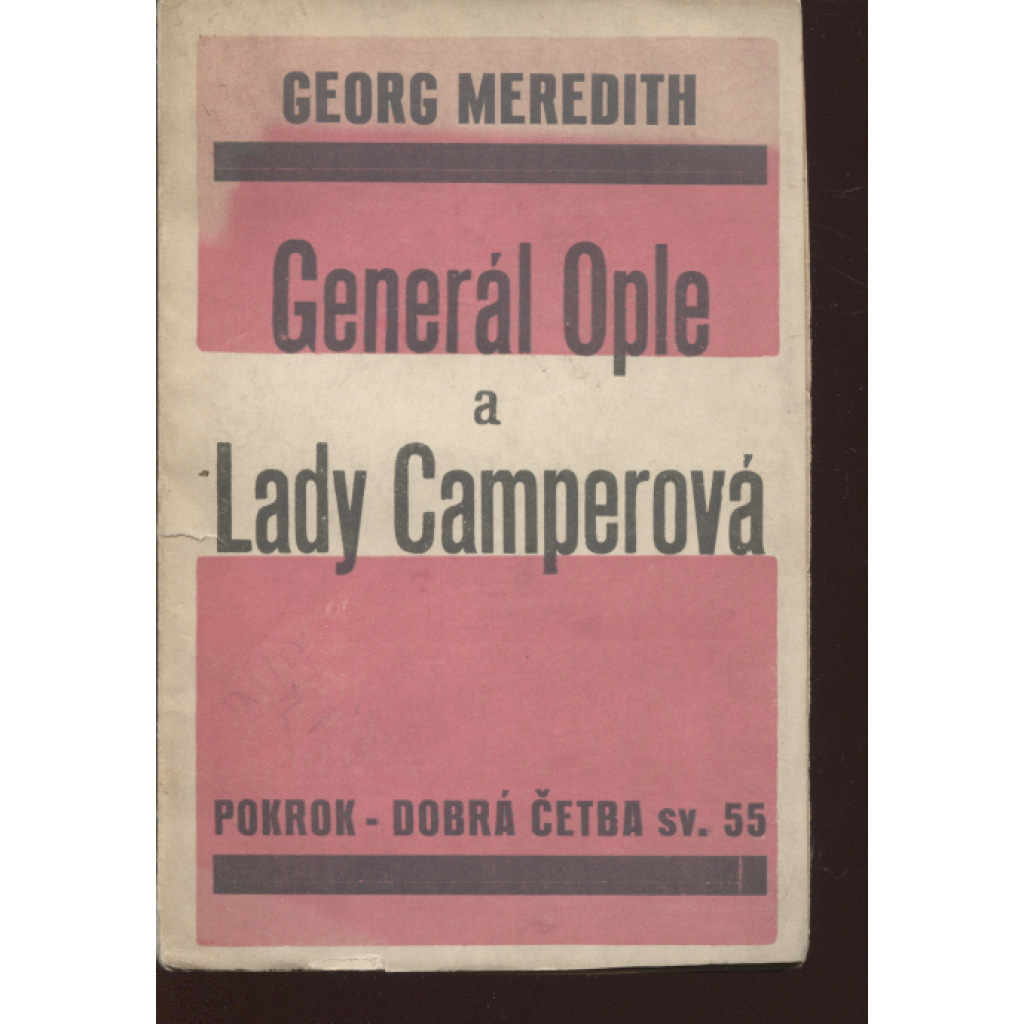 GEORG MEREDITH
Generál Ople
a
Lady Camperová
POKROK - DOBRÁ ČETBA sv. 55